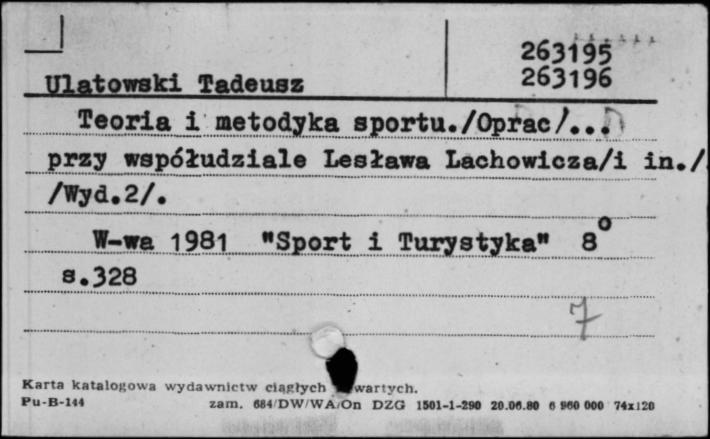 263195
263196
Ulatowski Tadeusz
Teoria i metodyka sportu./Oprac/...
przy współudziale Lesława Lachowicza/i in./
/Wyd.2/.
W-wa 1981 "Sport i Turystyka" 8°
s.328
7
Karta katalogowa wydawnictw ciągłych wartych.
Pu-B-144 zam. 684/DW/WA/On DZG 1501-1-290 20.06.80 6 960 000 74x120